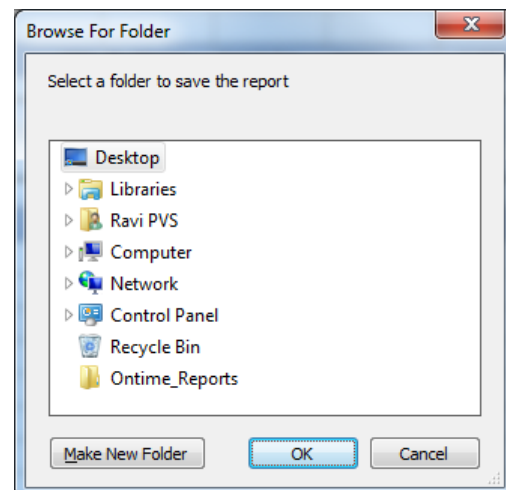 Browse For Folder
Select a folder to save the report
Desktop
Libraries
Ravi PVS
Computer
Network
Control Panel
Recycle Bin
Ontime_Reports
Make New Folder OK Cancel